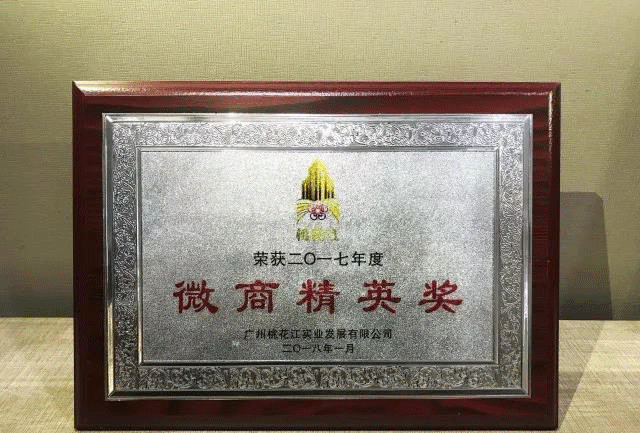 桃花江
荣获二〇一七年度
微商精英奖
广州桃花江实业发展有限公司
二〇一八年一月